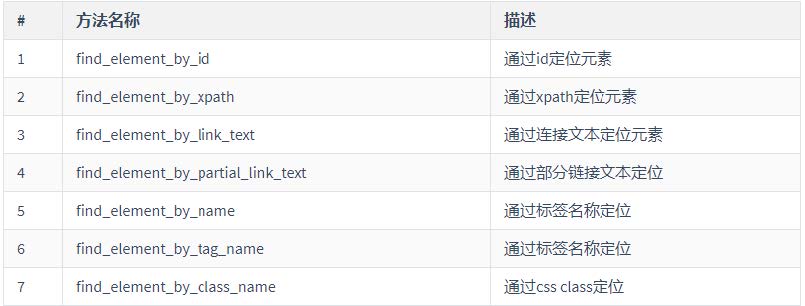 # 方法名称 描述
1 find_element_by_id 通过id定位元素
2 find_element_by_xpath 通过xpath定位元素
3 find_element_by_link_text 通过连接文本定位元素
4 find_element_by_partial_link_text 通过部分链接文本定位
5 find_element_by_name 通过标签名称定位
6 find_element_by_tag_name 通过标签名称定位
7 find_element_by_class_name 通过css class定位